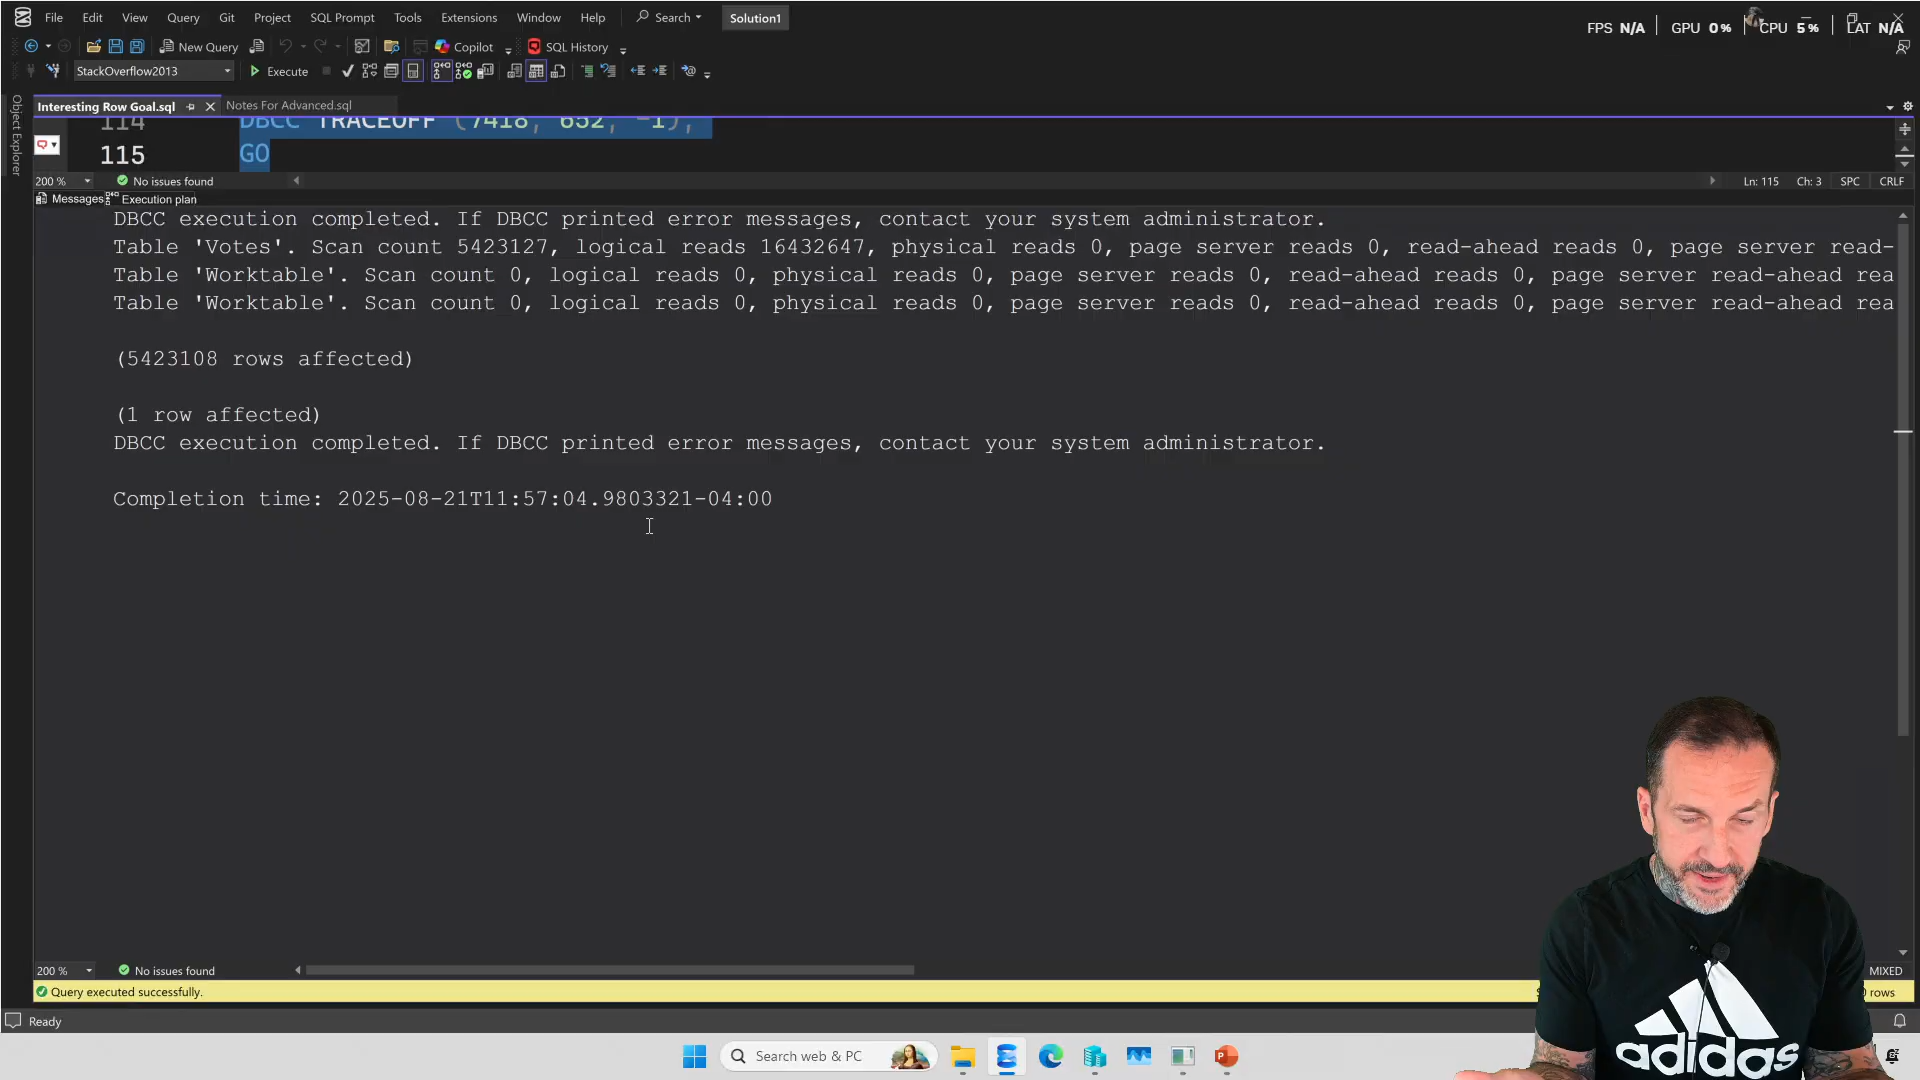 File Edit View Query Git Project SQL Prompt Tools Extensions Window Help Search Solution1
FPS N/A GPU 0% CPU 5% LAT N/A
New Query Copilot SQL History
StackOverflow2013 Execute
Object Explorer
Interesting Row Goal.sql Notes For Advanced.sql
114 DBCC TRACEOFF (7418, 652, -1);
115 GO
200 % No issues found Ln: 115 Ch: 3 SPC CRLF
Messages Execution plan
DBCC execution completed. If DBCC printed error messages, contact your system administrator.
Table 'Votes'. Scan count 5423127, logical reads 16432647, physical reads 0, page server reads 0, read-ahead reads 0, page server read-
Table 'Worktable'. Scan count 0, logical reads 0, physical reads 0, page server reads 0, read-ahead reads 0, page server read-ahead rea
Table 'Worktable'. Scan count 0, logical reads 0, physical reads 0, page server reads 0, read-ahead reads 0, page server read-ahead rea
(5423108 rows affected)
(1 row affected)
DBCC execution completed. If DBCC printed error messages, contact your system administrator.
Completion time: 2025-08-21T11:57:04.9803321-04:00
200 % No issues found MIXED
Query executed successfully. rows
Ready
Search web & PC
adidas